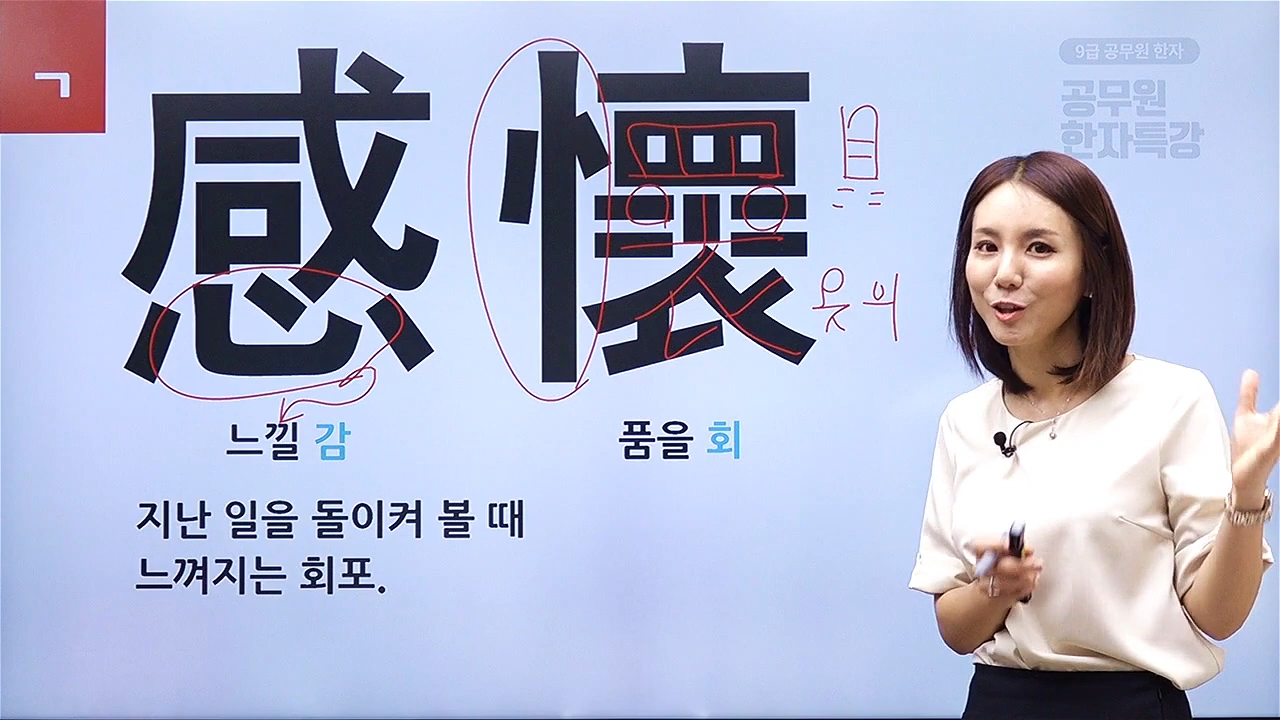 ㄱ
9급 공무원 한자
공무원
한자특강
感懷
目
옷 의
느낄 감
품을 회
지난 일을 돌이켜 볼 때
느껴지는 회포.